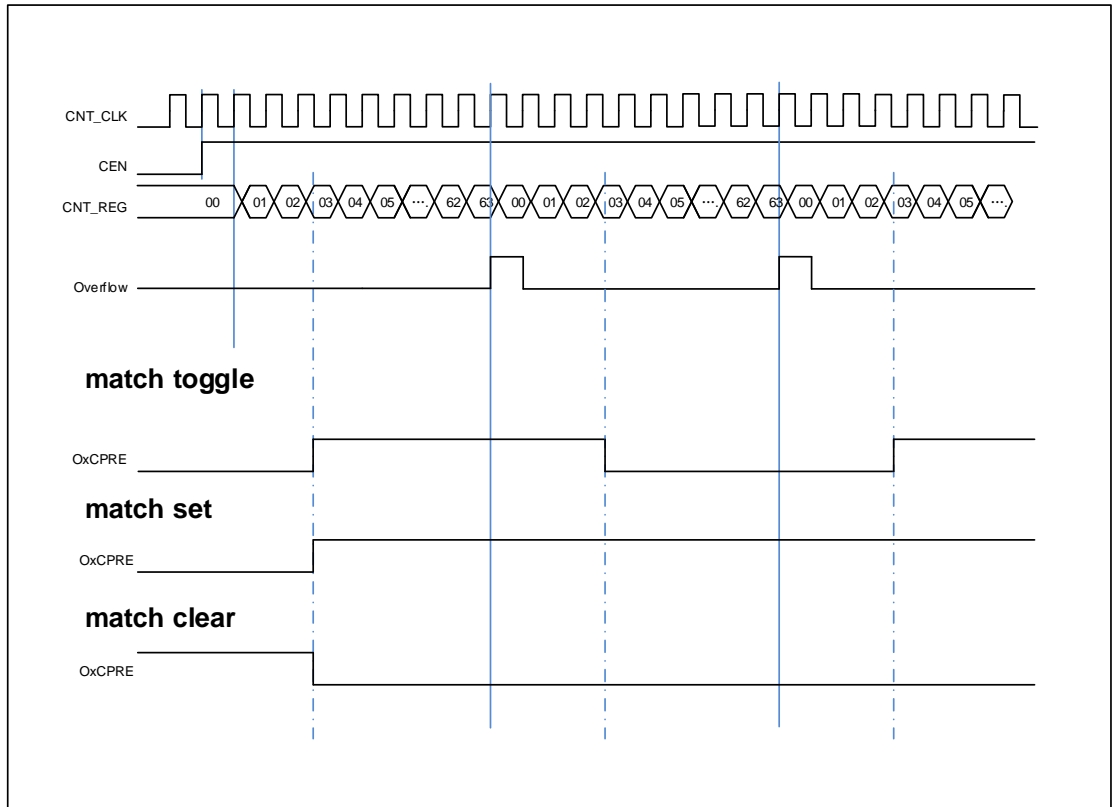 CNT_CLK
CEN
CNT_REG 00 01 02 03 04 05 .... 62 63 00 01 02 03 04 05 .... 62 63 00 01 02 03 04 05 ....
Overflow
match toggle
OxCPRE
match set
OxCPRE
match clear
OxCPRE